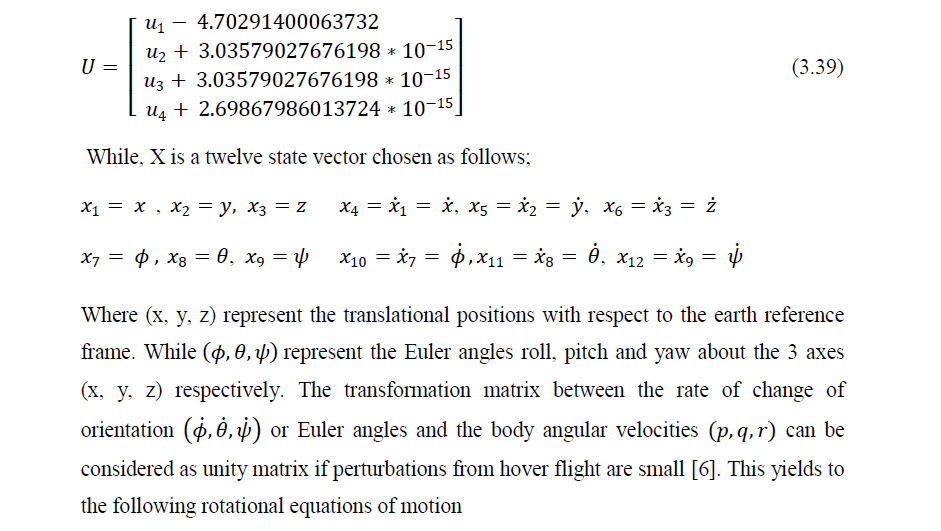 U = [ u₁ − 4.70291400063732
u₂ + 3.03579027676198 * 10⁻¹⁵
u₃ + 3.03579027676198 * 10⁻¹⁵
u₄ + 2.69867986013724 * 10⁻¹⁵ ] (3.39)
While, X is a twelve state vector chosen as follows;
x₁ = x , x₂ = y, x₃ = z x₄ = ẋ₁ = ẋ, x₅ = ẋ₂ = ẏ, x₆ = ẋ₃ = ż
x₇ = ϕ , x₈ = θ, x₉ = ψ x₁₀ = ẋ₇ = ϕ̇ , x₁₁ = ẋ₈ = θ̇, x₁₂ = ẋ₉ = ψ̇
Where (x, y, z) represent the translational positions with respect to the earth reference
frame. While (ϕ, θ, ψ) represent the Euler angles roll, pitch and yaw about the 3 axes
(x, y, z) respectively. The transformation matrix between the rate of change of
orientation (ϕ̇, θ̇, ψ̇) or Euler angles and the body angular velocities (p, q, r) can be
considered as unity matrix if perturbations from hover flight are small [6]. This yields to
the following rotational equations of motion